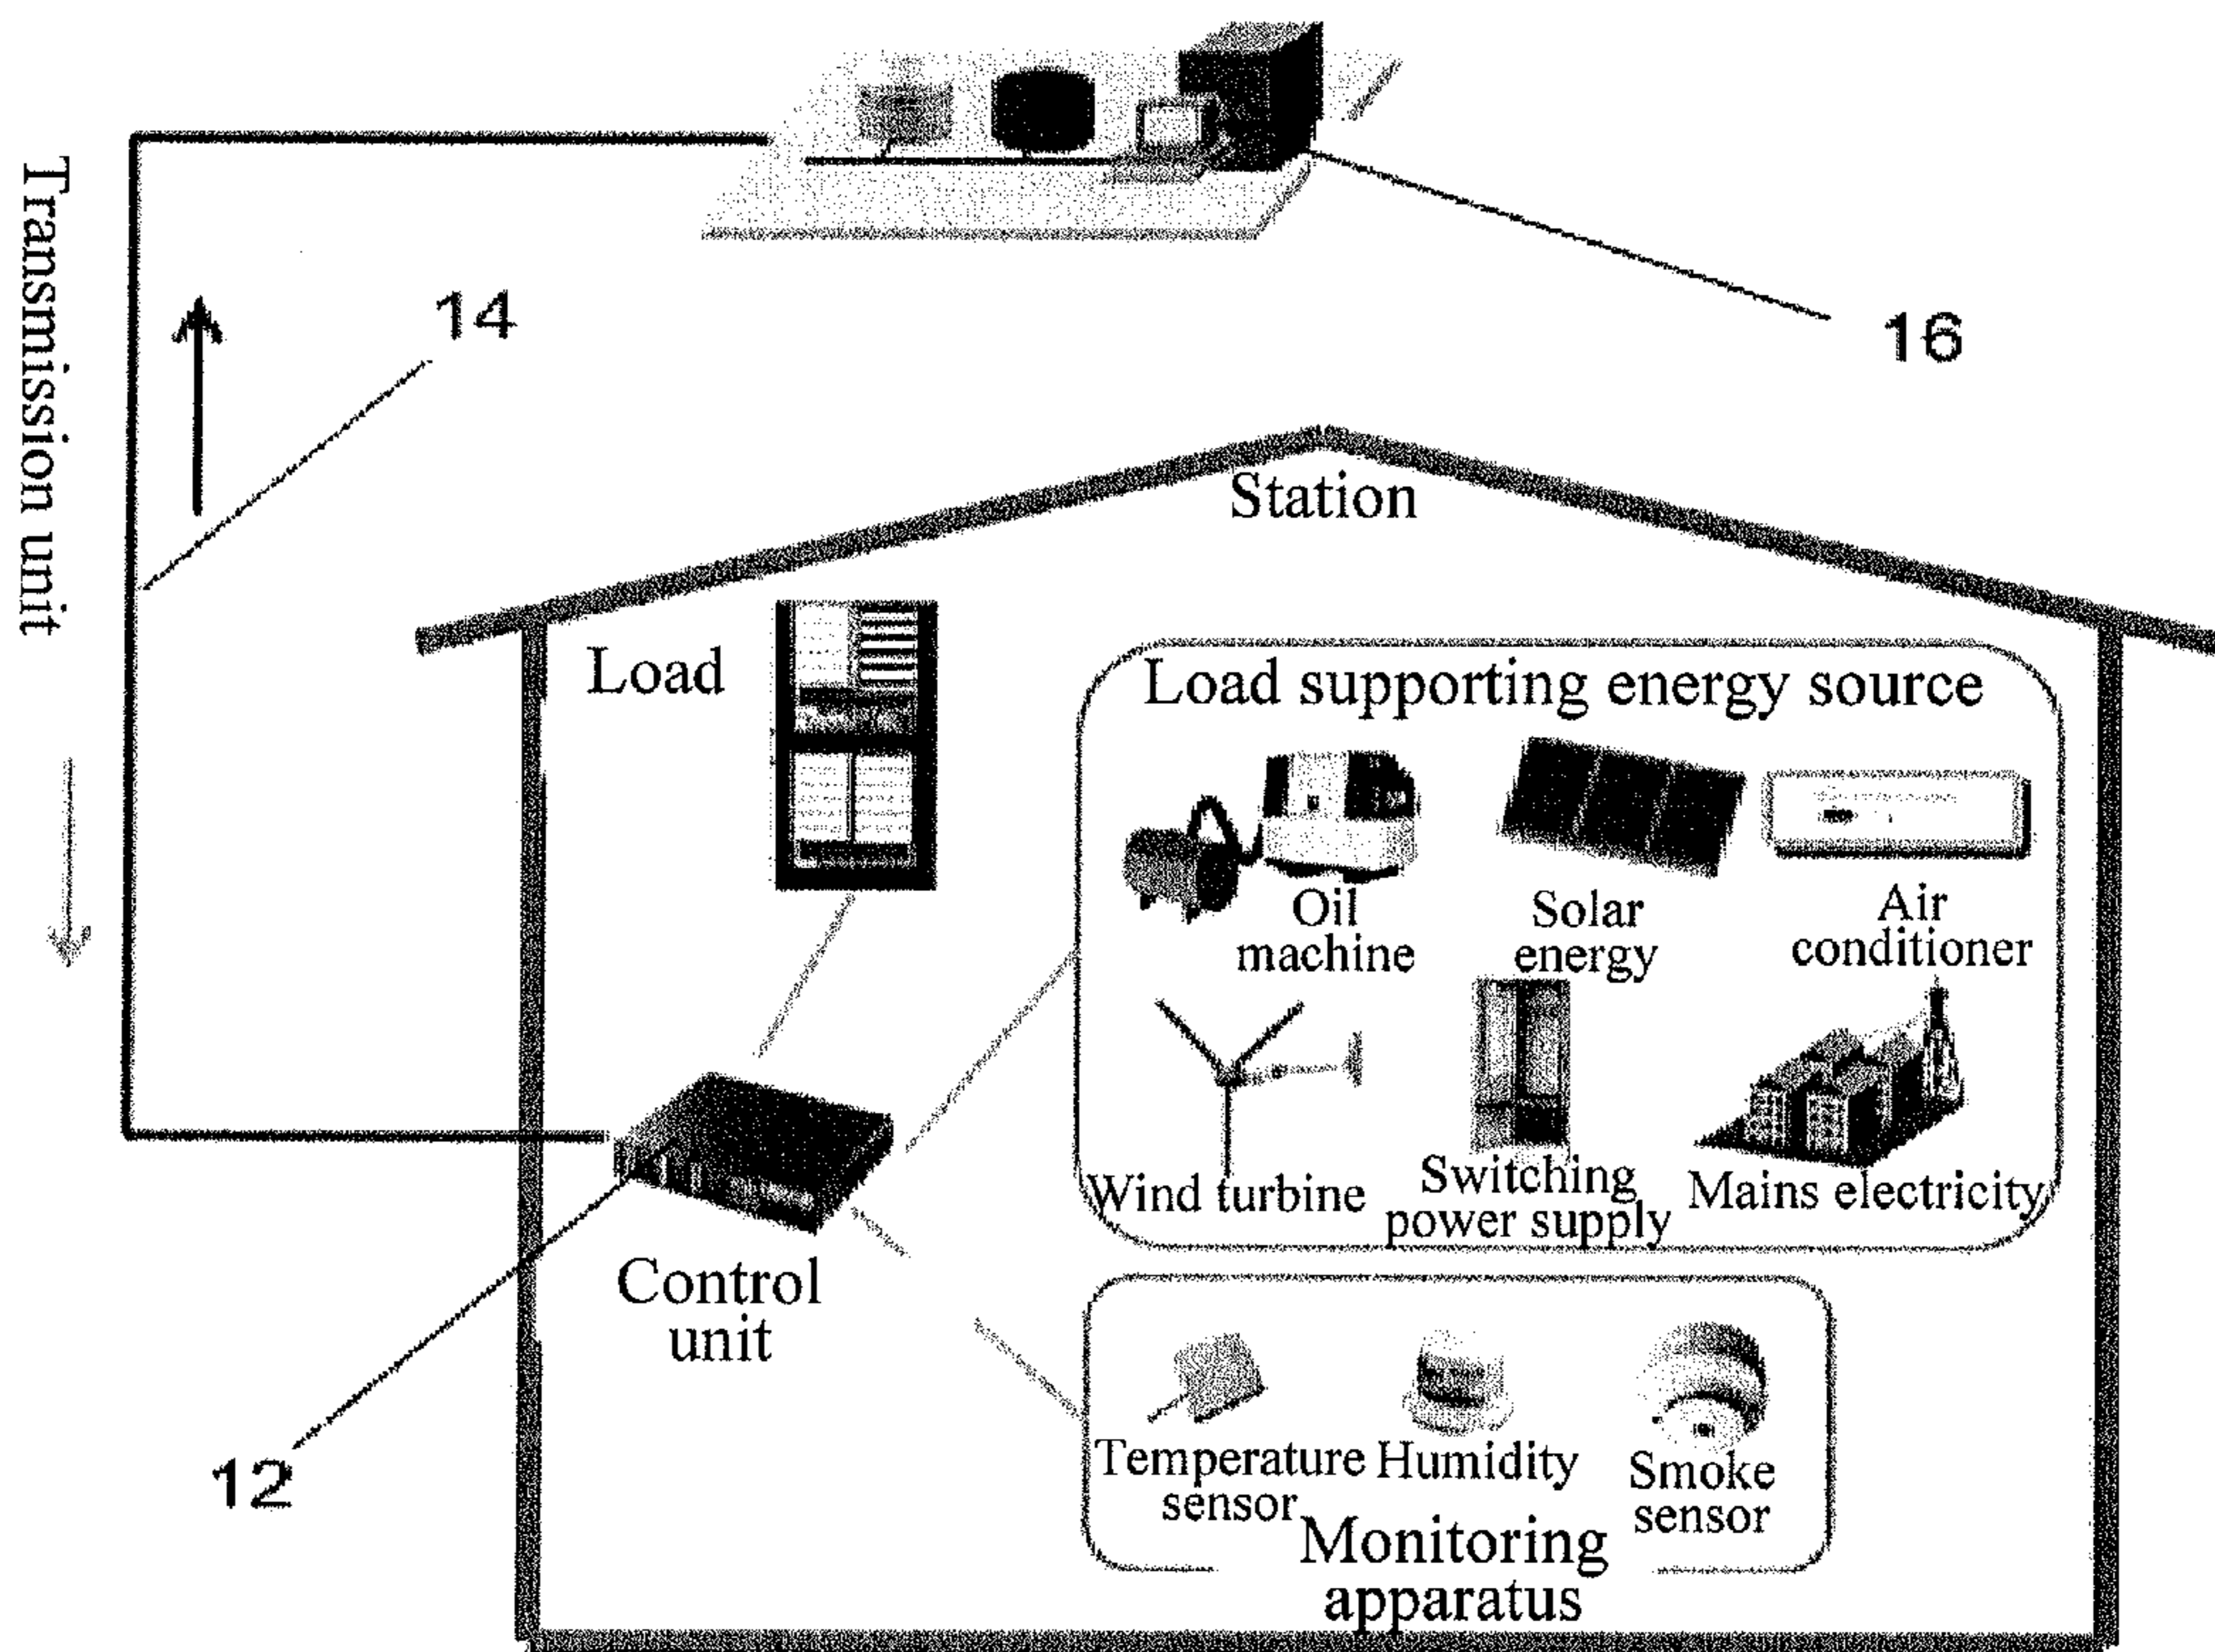 Transmission unit
14
16
Station
Load
Load supporting energy source
Oil
machine
Solar
energy
Air
conditioner
Wind turbine
Switching
power supply
Mains electricity
Control
unit
12
Temperature
sensor
Humidity
Smoke
sensor
Monitoring
apparatus